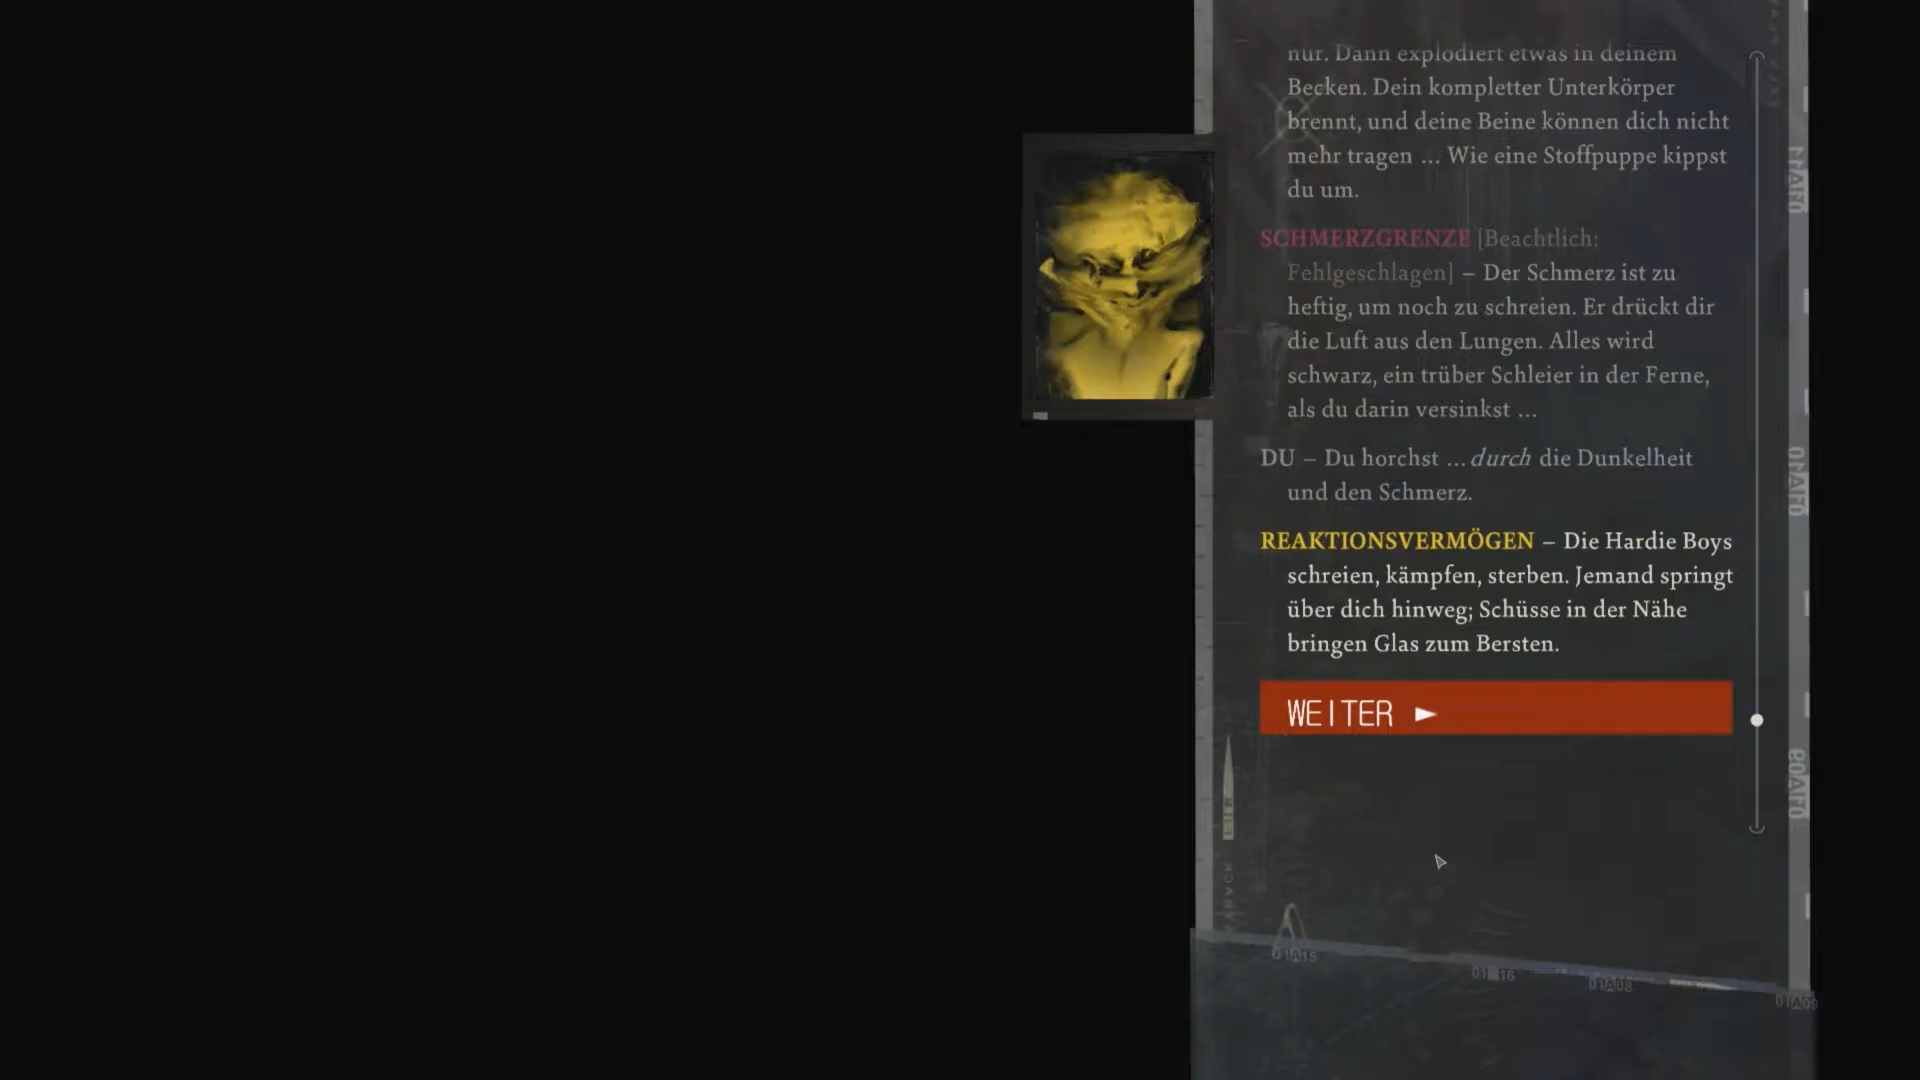 nur. Dann explodiert etwas in deinem
Becken. Dein kompletter Unterkörper
brennt, und deine Beine können dich nicht
mehr tragen ... Wie eine Stoffpuppe kippst
du um.
SCHMERZGRENZE [Beachtlich:
Fehlgeschlagen] – Der Schmerz ist zu
heftig, um noch zu schreien. Er drückt dir
die Luft aus den Lungen. Alles wird
schwarz, ein trüber Schleier in der Ferne,
als du darin versinkst ...
DU – Du horchst ... durch die Dunkelheit
und den Schmerz.
REAKTIONSVERMÖGEN – Die Hardie Boys
schreien, kämpfen, sterben. Jemand springt
über dich hinweg; Schüsse in der Nähe
bringen Glas zum Bersten.
WEITER ►
01A15
01A08